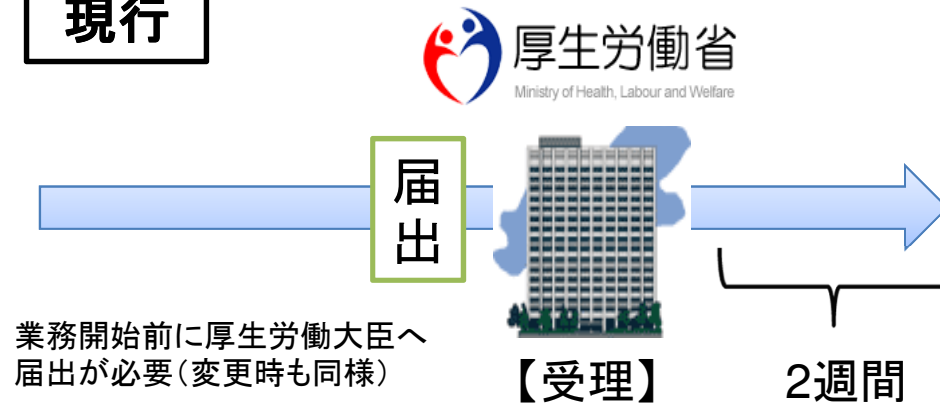 現行
厚生労働省
Ministry of Health, Labour and Welfare
届
出
業務開始前に厚生労働大臣へ
届出が必要（変更時も同様）
【受理】
2週間